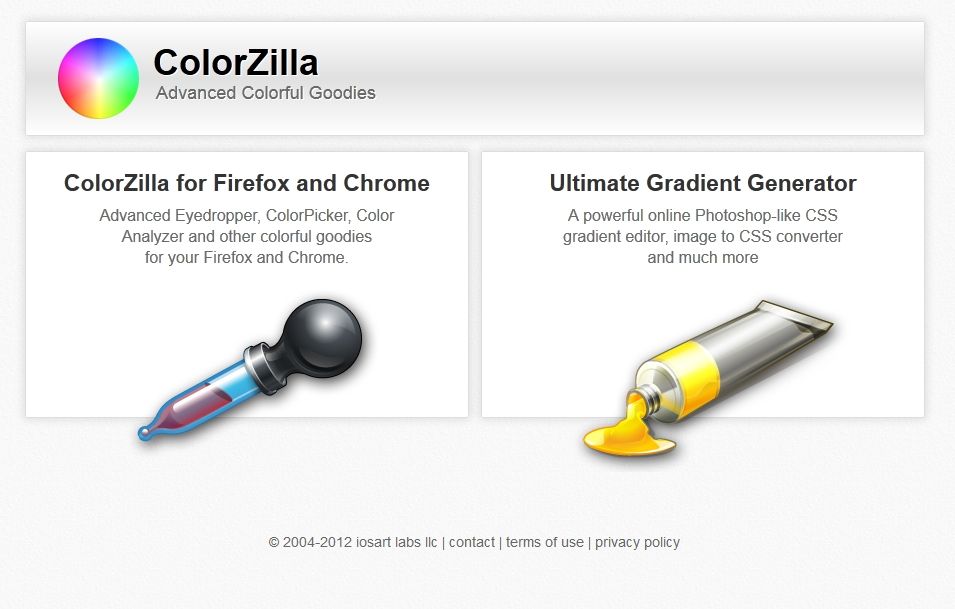 ColorZilla
Advanced Colorful Goodies
ColorZilla for Firefox and Chrome
Advanced Eyedropper, ColorPicker, Color
Analyzer and other colorful goodies
for your Firefox and Chrome.
Ultimate Gradient Generator
A powerful online Photoshop-like CSS
gradient editor, image to CSS converter
and much more
© 2004-2012 iosart labs llc | contact | terms of use | privacy policy